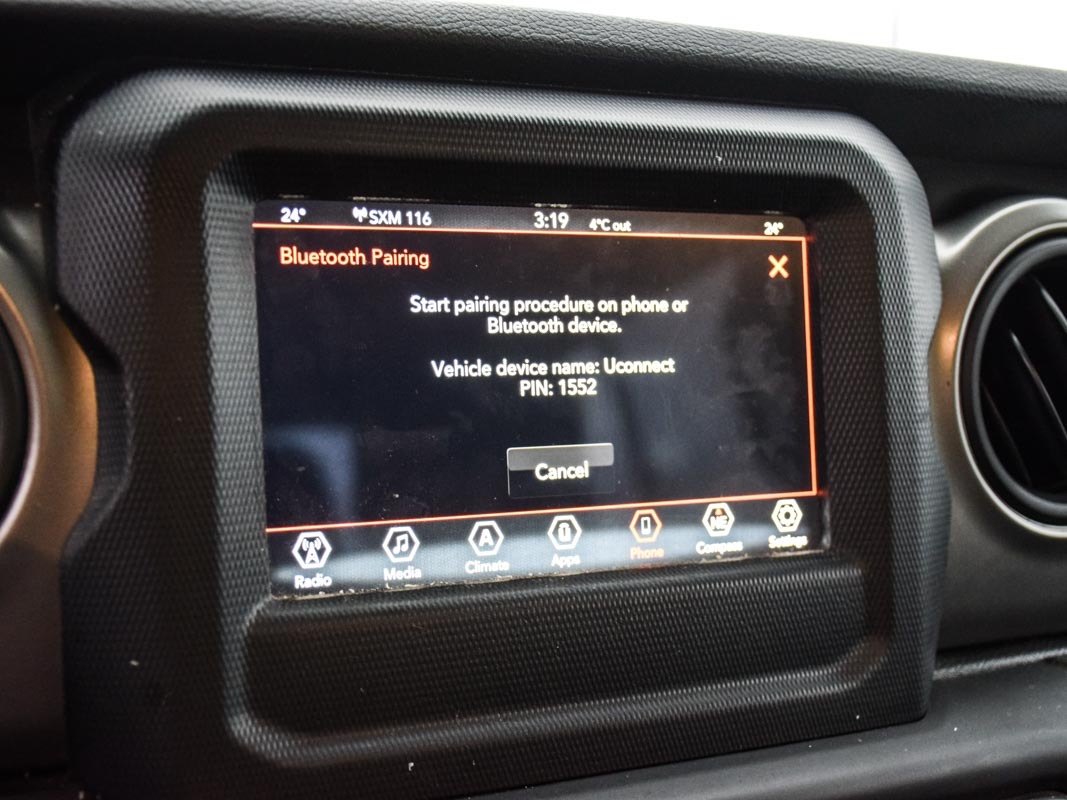 24° SXM 116 3:19 4°C out 24°
Bluetooth Pairing
Start pairing procedure on phone or
Bluetooth device.
Vehicle device name: Uconnect
PIN: 1552
Cancel
A A NE
Radio Media Climate Apps Phone Compass Settings